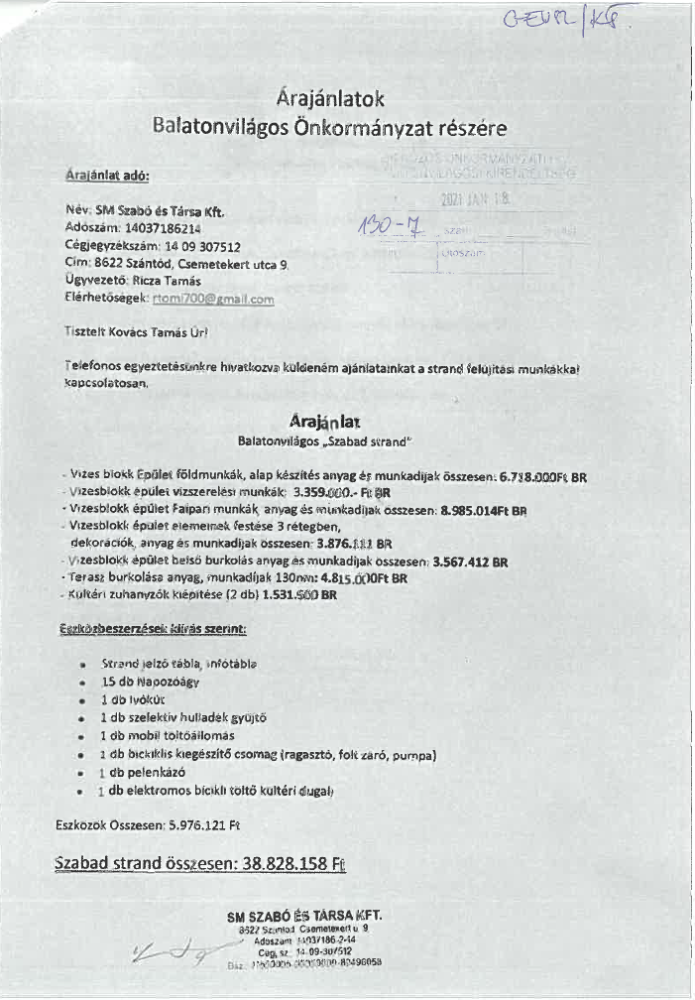 Árajánlatok
Balatonvilágos Önkormányzat részére
2021 JAN 18.
130-7
Árajánlat adó:
Név: SM Szabó és Társa Kft.
Adószám: 14037186214
Cégjegyzékszám: 14 09 307512
Cím: 8622 Szántód, Csemetekert utca 9.
Ügyvezető: Ricza Tamás
Elérhetőségek: rtomi700@gmail.com
Tisztelt Kovács Tamás Úr!
Telefonos egyeztetésünkre hivatkozva küldeném ajánlatainkat a strand felújítási munkákkal
kapcsolatosan.
Árajánlat
Balatonvilágos „Szabad strand"
- Vizes blokk Épület földmunkák, alap készítés anyag és munkadíjak összesen: 6.718.000Ft BR
- Vizesblokk épület vízszerelési munkák: 3.359.000.- Ft BR
- Vizesblokk épület Faipari munkák, anyag és munkadíjak összesen: 8.985.014Ft BR
- Vizesblokk épület elemeinek festése 3 rétegben,
dekorációk, anyag és munkadíjak összesen: 3.876.111 BR
- Vizesblokk épület belső burkolás anyag és munkadíjak összesen: 3.567.412 BR
- Terasz burkolása anyag, munkadíjak 130nm: 4.815.000Ft BR
- Kültéri zuhanyzók kiépítése (2 db) 1.531.500 BR
Eszközbeszerzések kiírás szerint:
• Strand jelző tábla, infótábla
• 15 db Napozóágy
• 1 db Ivókút
• 1 db szelektív hulladék gyűjtő
• 1 db mobil töltőállomás
• 1 db bickiklis kiegészítő csomag (ragasztó, folt záró, pumpa)
• 1 db pelenkázó
• 1 db elektromos bicikli töltő kültéri dugalj
Eszközök Összesen: 5.976.121 Ft
Szabad strand összesen: 38.828.158 Ft
SM SZABÓ ÉS TÁRSA KFT.
8622 Szántód Csemetekert u. 9.
Adószám: 14037186-2-14
Cég. sz.: 14-09-307512